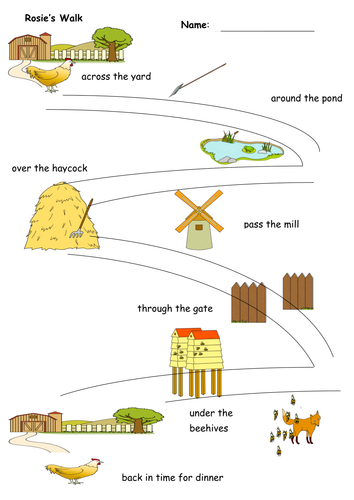 Rosie's Walk
Name:
across the yard
around the pond
over the haycock
pass the mill
through the gate
under the
beehives
back in time for dinner